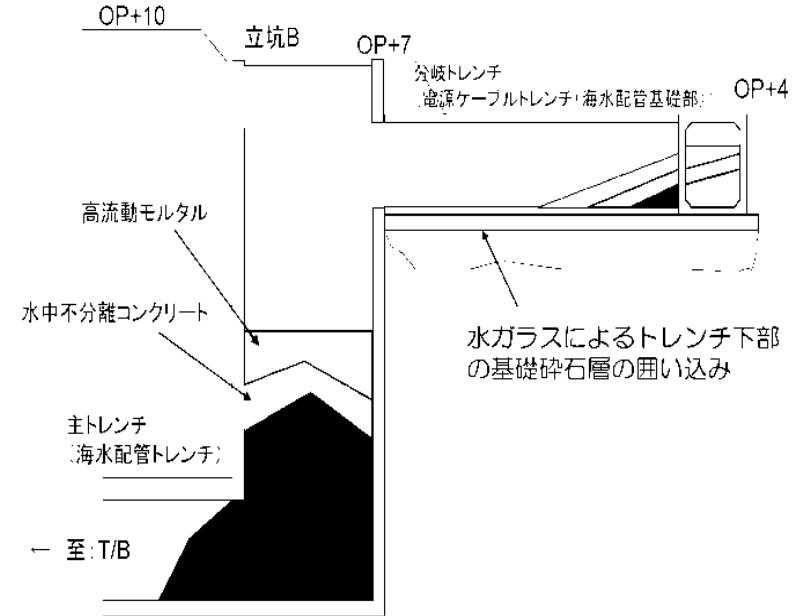 OP+10
立坑B
OP+7
分岐トレンチ
(電源ケーブルトレンチ・海水配管基礎部)
OP+4
高流動モルタル
水中不分離コンクリート
水ガラスによるトレンチ下部
の基礎砕石層の囲い込み
主トレンチ
(海水配管トレンチ)
← 至:T/B